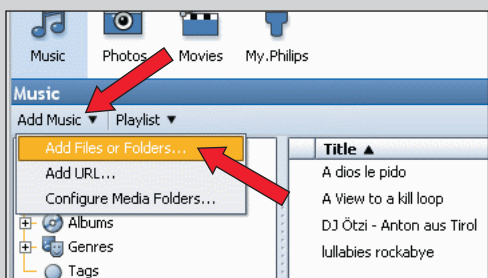 Music Photos Movies My.Philips
Music
Add Music ▼ Playlist ▼
Add Files or Folders...
Add URL...
Configure Media Folders...
Albums
Genres
Tags
Title ▲
A dios le pido
A View to a kill loop
DJ Ötzi - Anton aus Tirol
lullabies rockabye